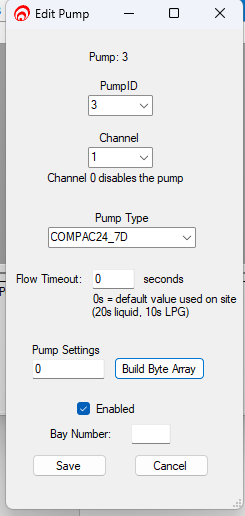 Edit Pump
Pump: 3
PumpID
3
Channel
1
Channel 0 disables the pump
Pump Type
COMPAC24_7D
Flow Timeout: 0 seconds
0s = default value used on site
(20s liquid, 10s LPG)
Pump Settings
0 Build Byte Array
Enabled
Bay Number:
Save Cancel